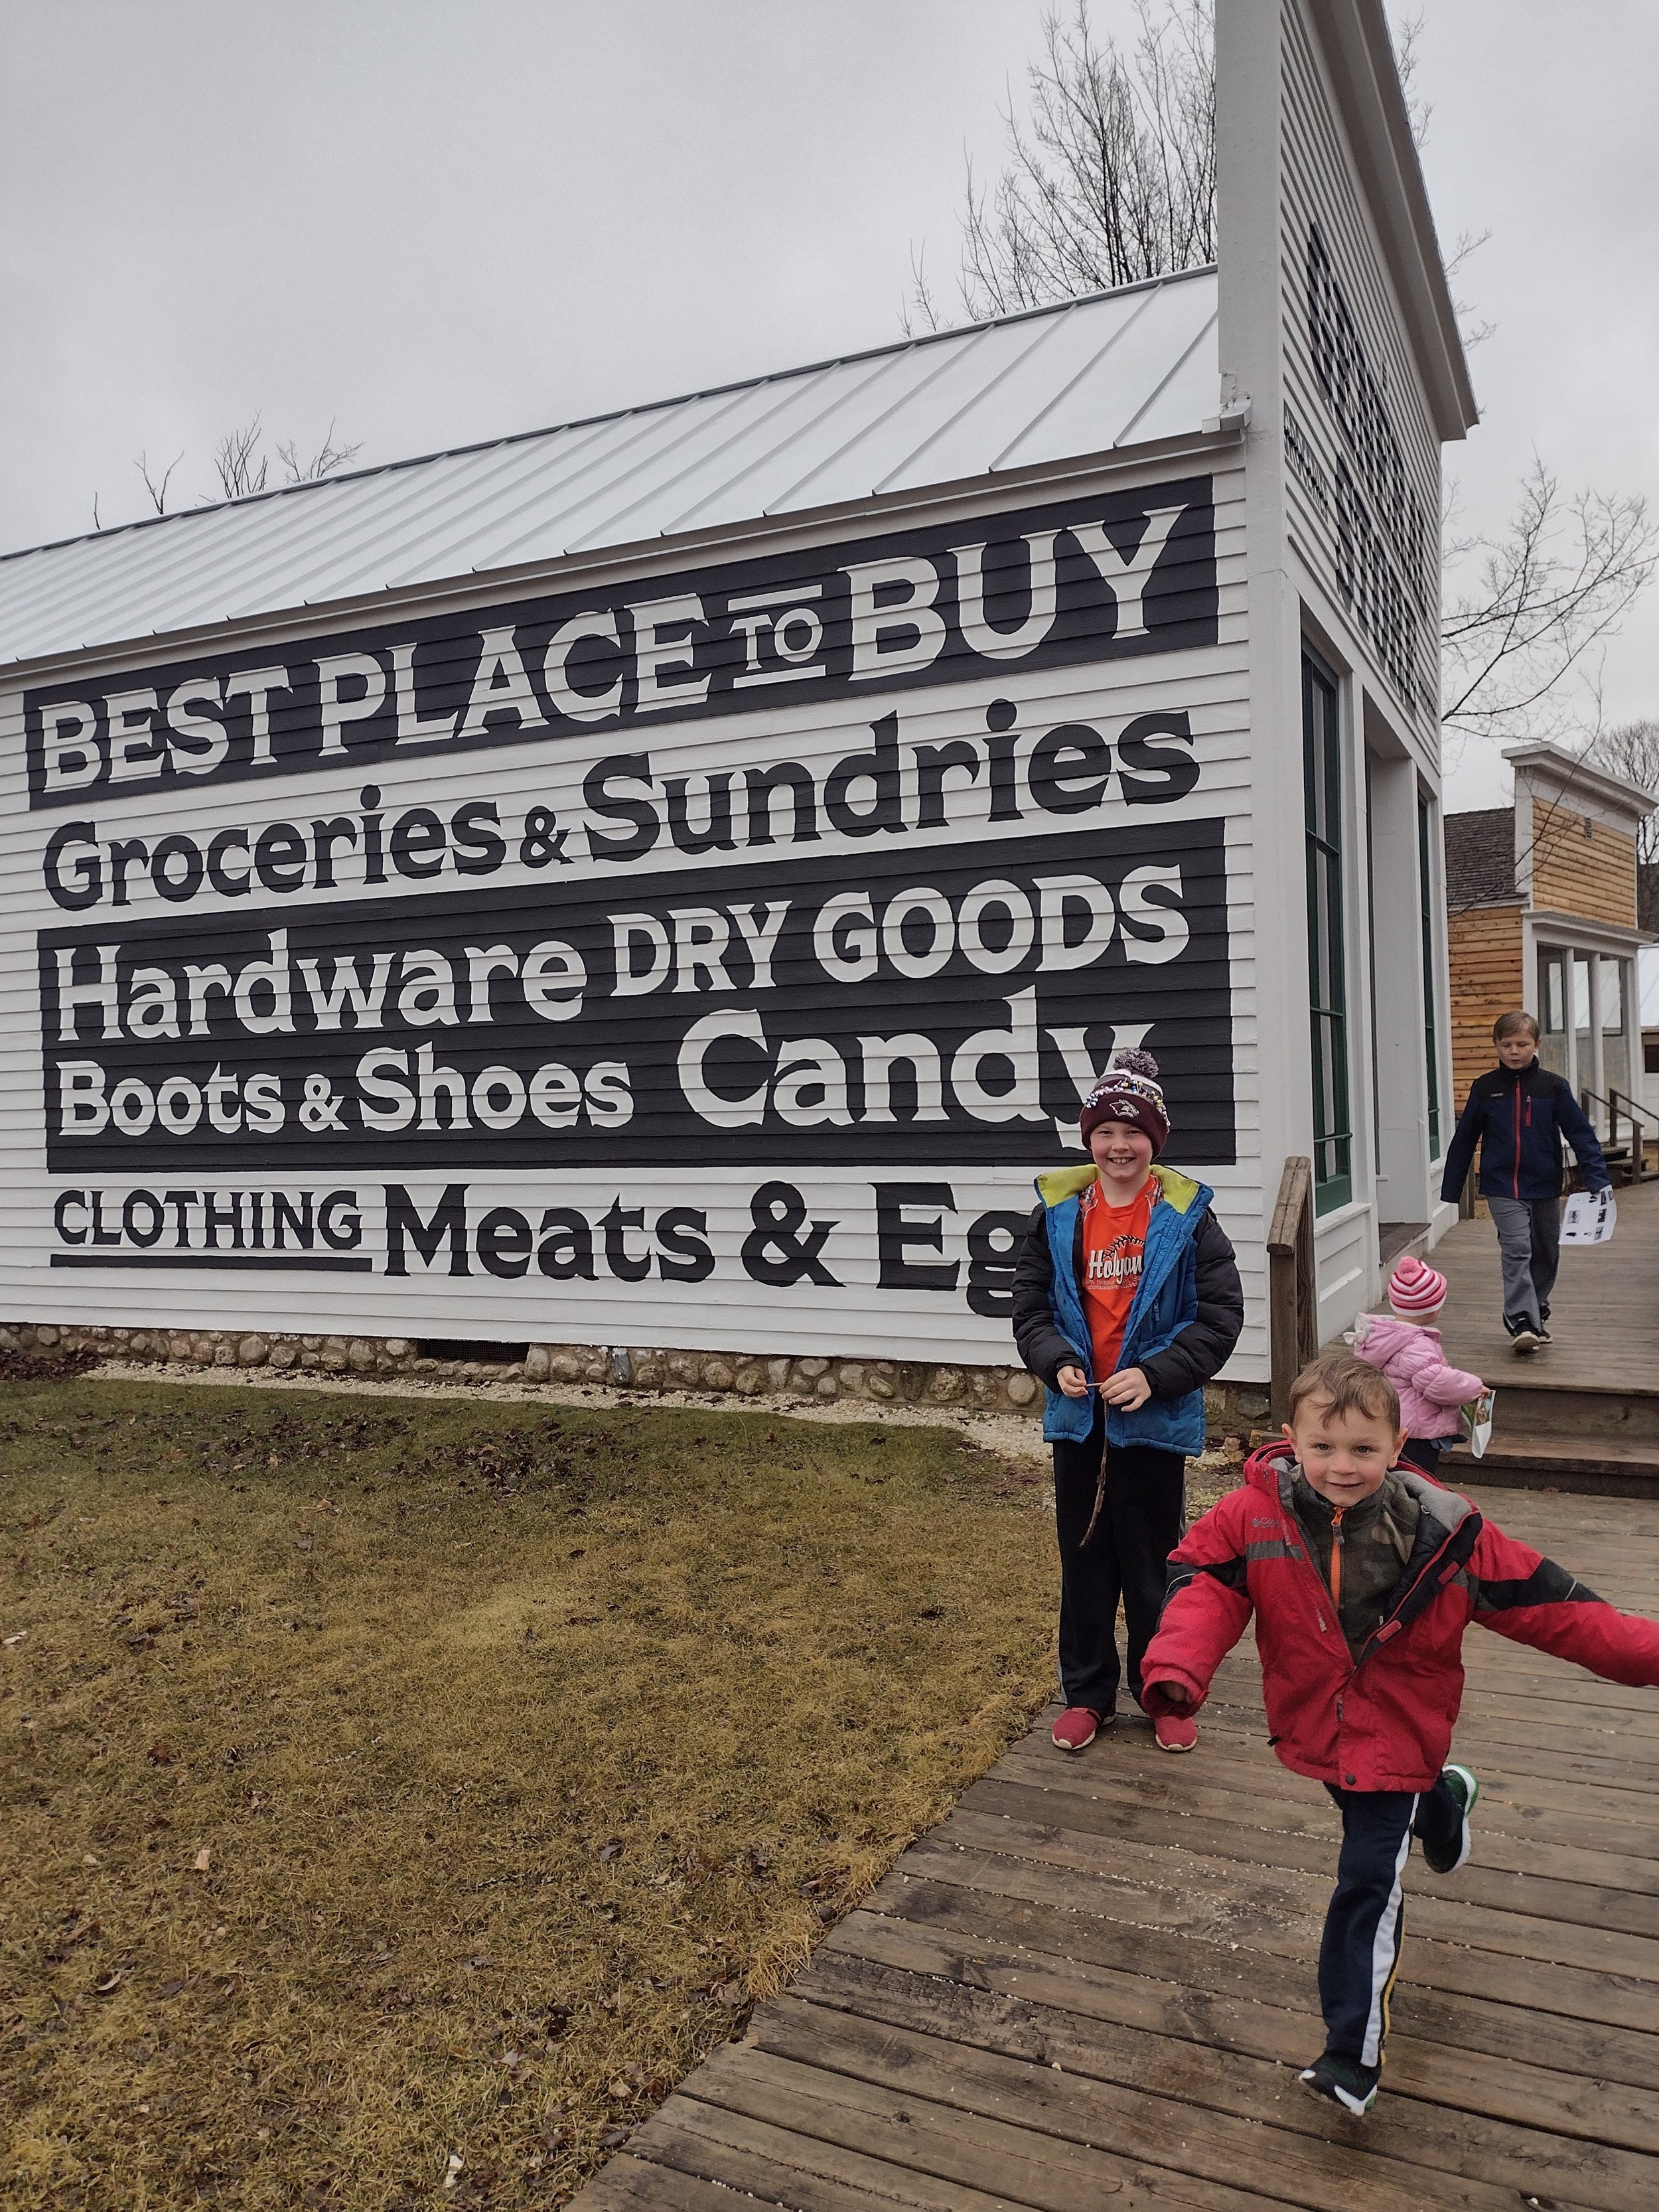 BEST PLACE TO BUY
Groceries & Sundries
Hardware DRY GOODS
Boots & Shoes Candy
CLOTHING Meats & Eg